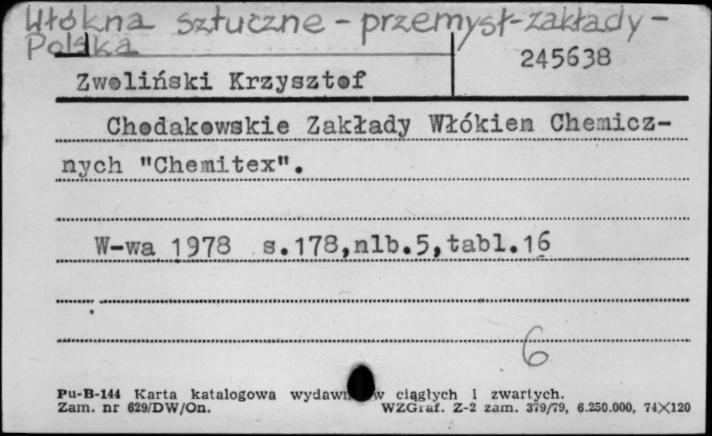 Włókna sztuczne - przemysł-zakłady -
Polska
245638
Zwoliński Krzysztof
Chodakowskie Zakłady Włókien Chemicz-
nych "Chemitex".
W-wa 1978 s.178,nlb.5,tabl.16
6
Pu-B-144 Karta katalogowa ciągłych i zwartych.
Zam. nr 629/DW/On. WZGraf. Z-2 zam. 379/79, 6.250.000, 74×120